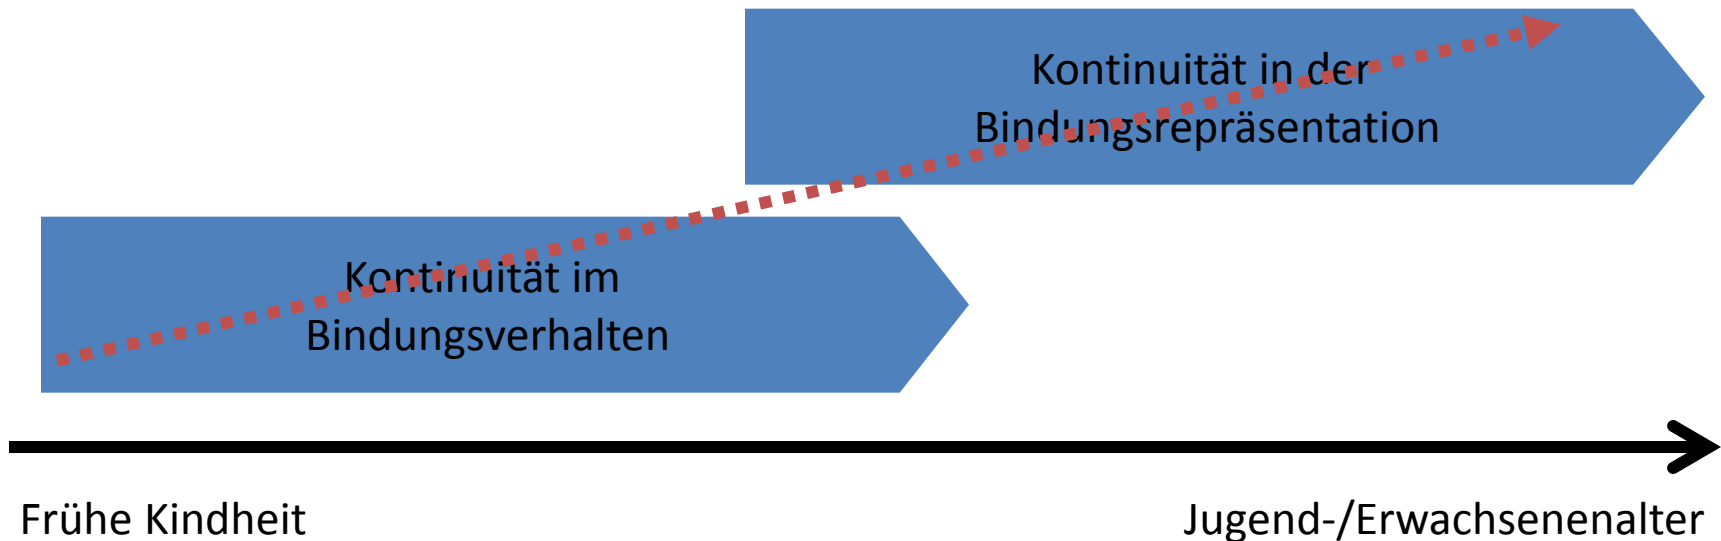 Kontinuität in der
Bindungsrepräsentation
Kontinuität im
Bindungsverhalten
Frühe Kindheit
Jugend-/Erwachsenenalter